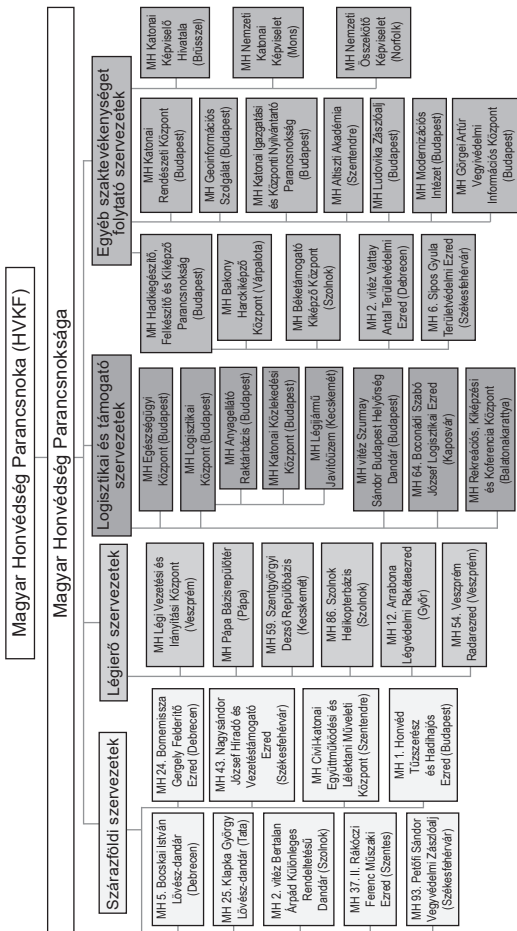 Magyar Honvédség Parancsnoka (HVKF)
Magyar Honvédség Parancsnoksága
Szárazföldi szervezetek
MH 5. Bocskai István
Lövész-dandár
(Debrecen)
MH 25. Klapka György
Lövész-dandár (Tata)
MH 2. vitéz Bertalan
Árpád Különleges
Rendeltetésű
Dandár (Szolnok)
MH 37. II. Rákóczi
Ferenc Műszaki
Ezred (Szentes)
MH 93. Petőfi Sándor
Vegyvédelmi Zászlóalj
(Székesfehérvár)
MH 24. Bornemissza
Gergely Felderítő
Ezred (Debrecen)
MH 43. Nagysándor
József Híradó és
Vezetéstámogató
Ezred
(Székesfehérvár)
MH Civil-katonai
Együttműködési és
Lélektani Műveleti
Központ (Szentendre)
MH 1. Honvéd
Tűzszerész
és Hadihajós
Ezred (Budapest)
Légierő szervezetek
MH Légi Vezetési és
Irányítási Központ
(Veszprém)
MH Pápa Bázisrepülőtér
(Pápa)
MH 59. Szentgyörgyi
Dezső Repülőbázis
(Kecskemét)
MH 86. Szolnok
Helikopterbázis
(Szolnok)
MH 12. Arrabona
Légvédelmi Rakétaezred
(Győr)
MH 54. Veszprém
Radarezred (Veszprém)
Logisztikai és támogató
szervezetek
MH Egészségügyi
Központ (Budapest)
MH Logisztikai
Központ (Budapest)
MH Anyagellátó
Raktárbázis (Budapest)
MH Katonai Közlekedési
Központ (Budapest)
MH Légijármű
Javítóüzem (Kecskemét)
MH vitéz Szurmay
Sándor Budapest Helyőrség
Dandár (Budapest)
MH 64. Boconádi Szabó
József Logisztikai Ezred
(Kaposvár)
MH Rekreációs, Kiképzési
és Koferencia Központ
(Balatonakarattya)
Egyéb szaktevékenységet
folytató szervezetek
MH Hadkiegészítő,
Felkészítő és Kiképző
Parancsnokság
(Budapest)
MH Bakony
Harckiképző
Központ (Várpalota)
MH Béketámogató
Kiképző Központ
(Szolnok)
MH 2. vitéz Vattay
Antal Területvédelmi
Ezred (Debrecen)
MH 6. Sipos Gyula
Területvédelmi Ezred
(Székesfehérvár)
MH Katonai
Rendészeti Központ
(Budapest)
MH Geoinformációs
Szolgálat (Budapest)
MH Katonai Igazgatási
és Központi Nyilvántartó
Parancsnokság
(Budapest)
MH Altiszti Akadémia
(Szentendre)
MH Ludovika Zászlóalj
(Budapest)
MH Modernizációs
Intézet (Budapest)
MH Görgei Artúr
Vegyivédelmi
Információs Központ
(Budapest)
MH Katonai
Képviselő
Hivatala
(Brüsszel)
MH Nemzeti
Katonai
Képviselet
(Mons)
MH Nemzeti
Összekötő
Képviselet
(Norfolk)